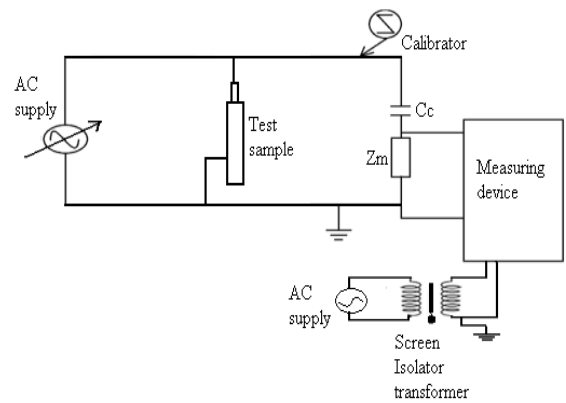 Calibrator
AC
supply
Test
sample
Cc
Zm
Measuring
device
AC
supply
Screen
Isolator
transformer